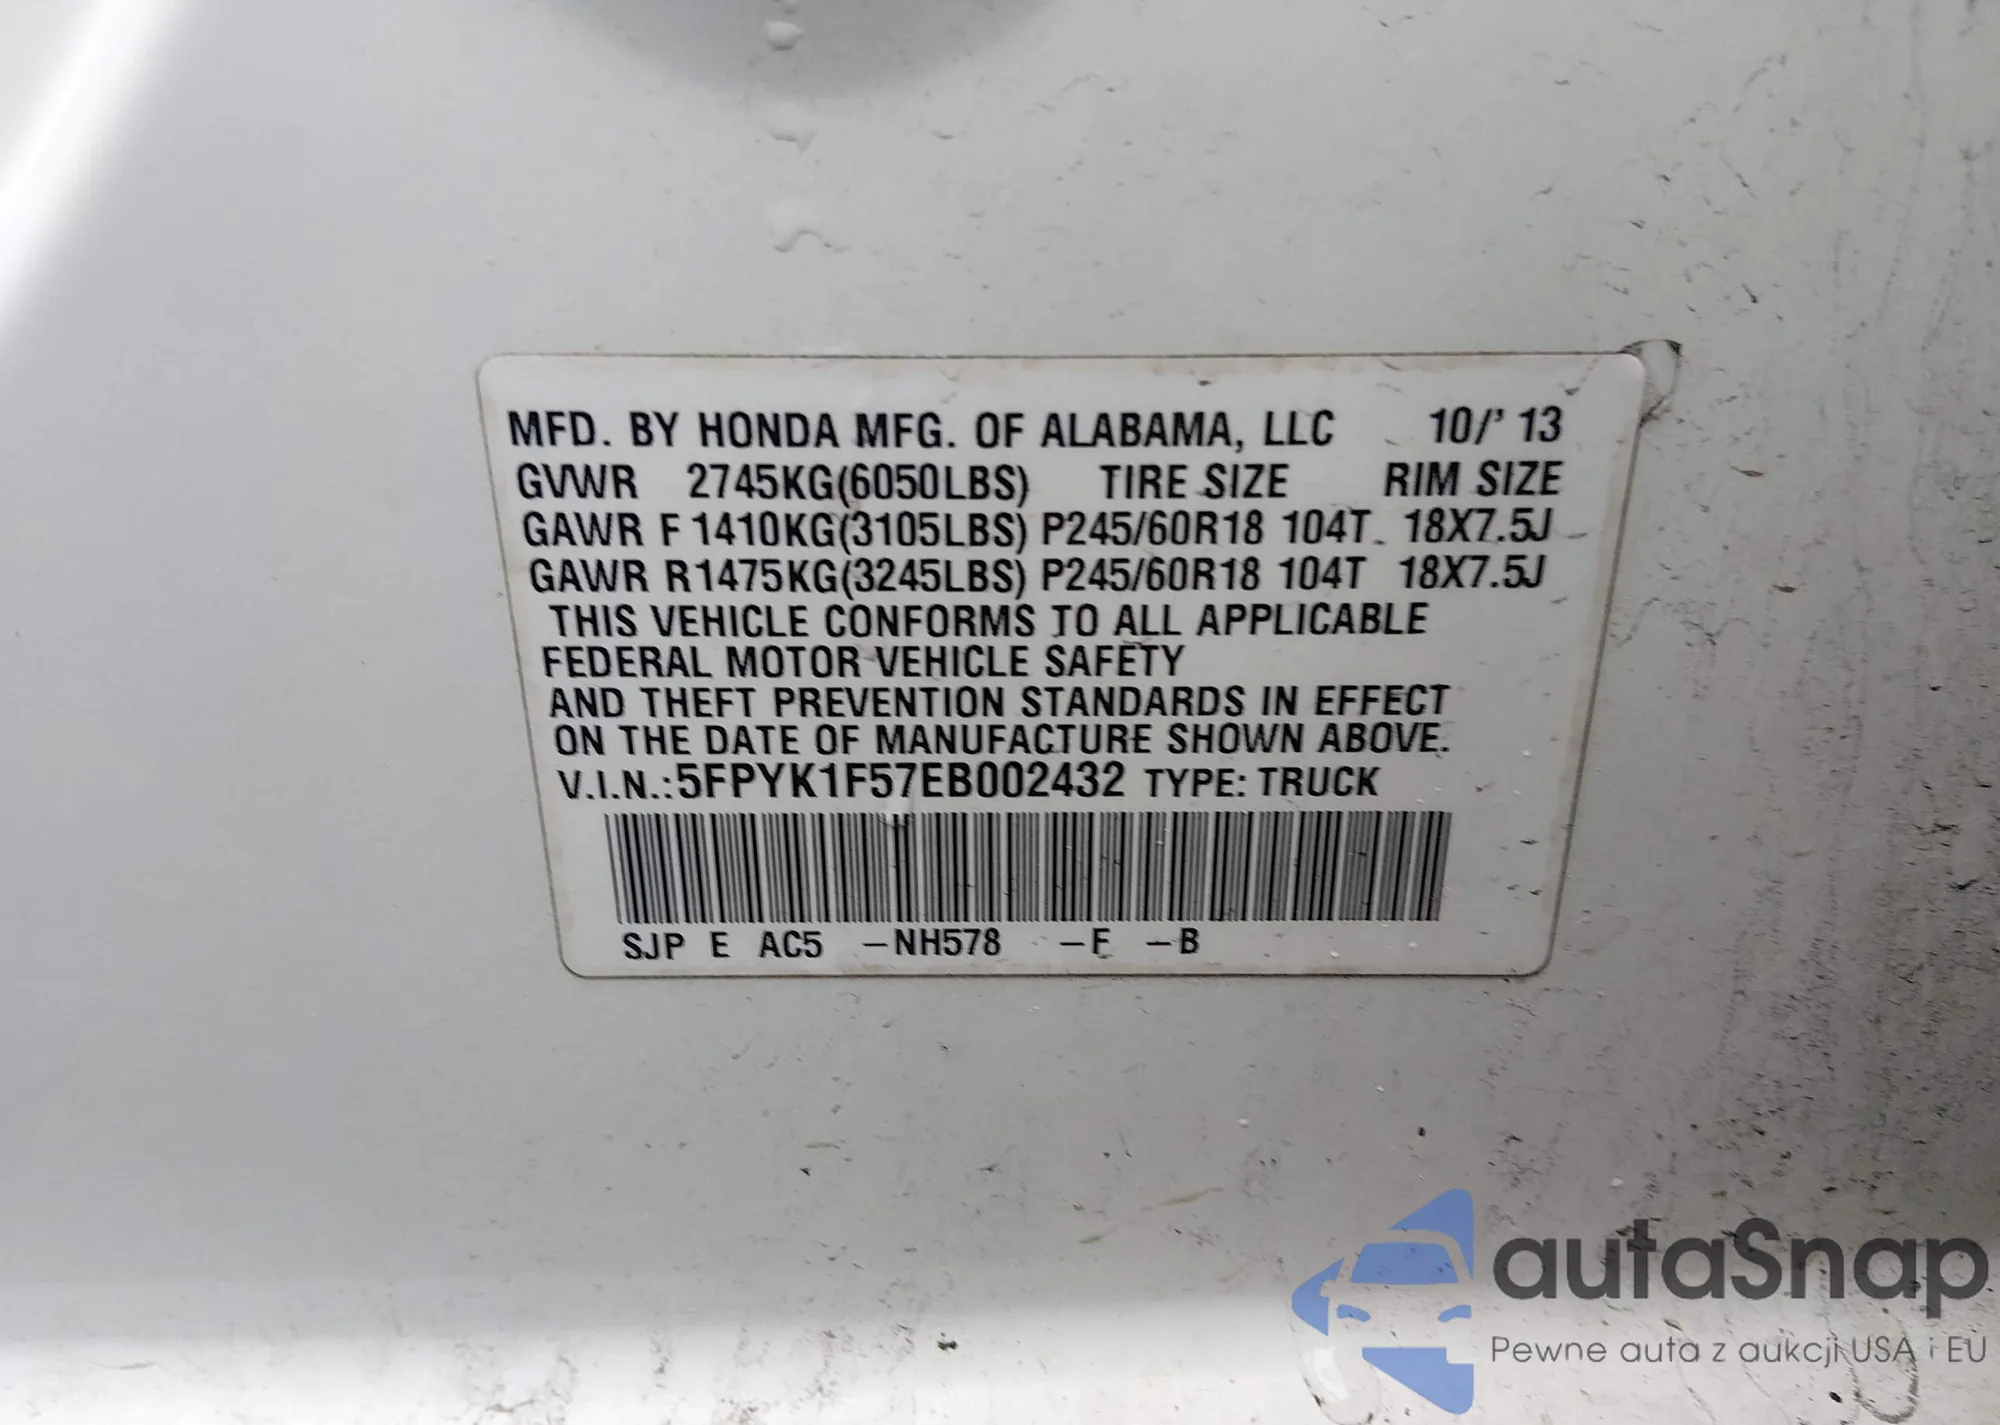 MFD. BY HONDA MFG. OF ALABAMA, LLC 10/' 13
GVWR 2745KG(6050LBS) TIRE SIZE RIM SIZE
GAWR F 1410KG(3105LBS) P245/60R18 104T 18X7.5J
GAWR R1475KG(3245LBS) P245/60R18 104T 18X7.5J
THIS VEHICLE CONFORMS TO ALL APPLICABLE
FEDERAL MOTOR VEHICLE SAFETY
AND THEFT PREVENTION STANDARDS IN EFFECT
ON THE DATE OF MANUFACTURE SHOWN ABOVE.
V.I.N.:5FPYK1F57EB002432 TYPE: TRUCK
SJP E AC5 -NH578 -F -B
autaSnap
Pewne auta z aukcji USA i EU